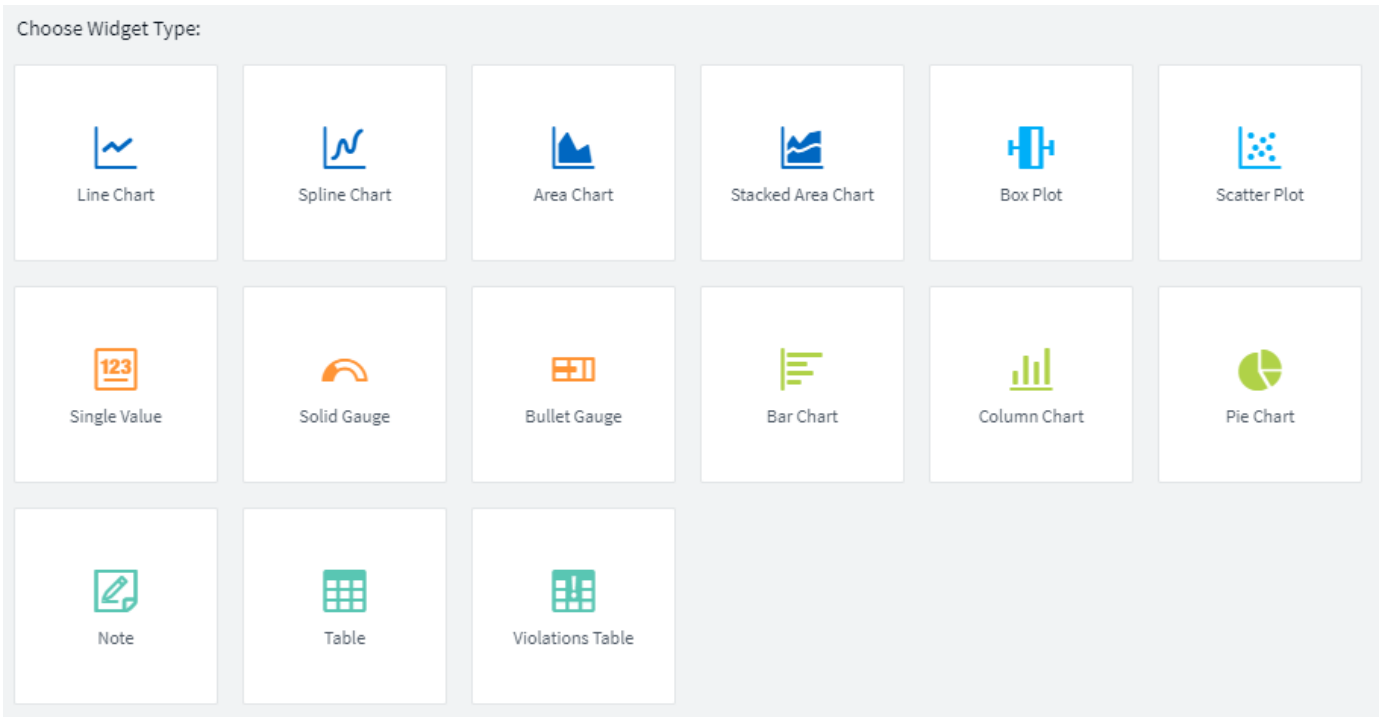 Choose Widget Type:
Line Chart
Spline Chart
Area Chart
Stacked Area Chart
Box Plot
Scatter Plot
123
Single Value
Solid Gauge
Bullet Gauge
Bar Chart
Column Chart
Pie Chart
Note
Table
!
Violations Table